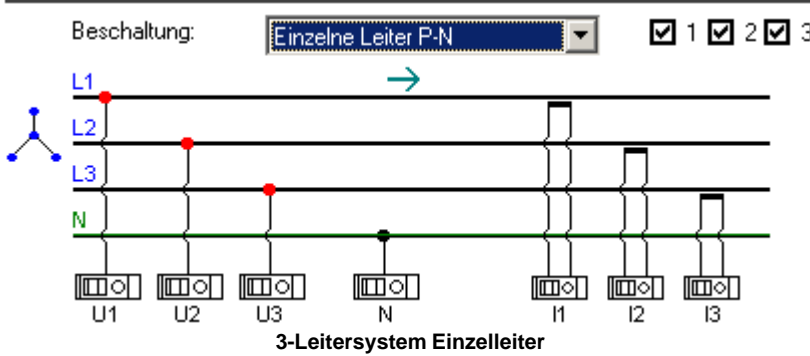 Beschaltung: Einzelne Leiter P-N 1 2 3
L1
L2
L3
N
U1 U2 U3 N I1 I2 I3
3-Leitersystem Einzelleiter